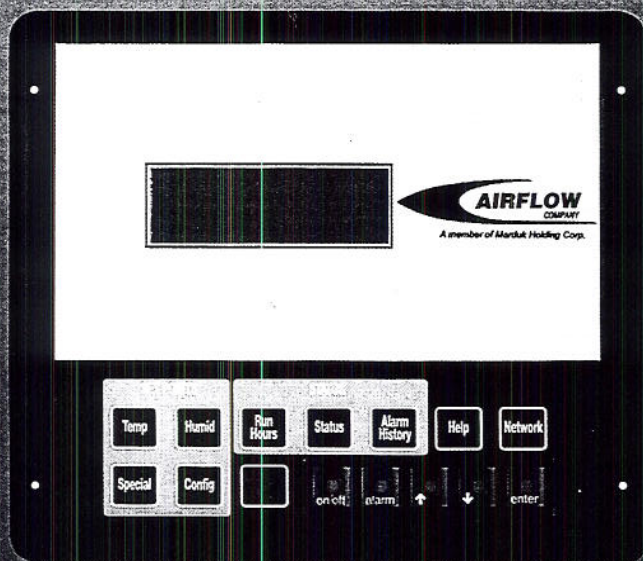 AIRFLOW
COMPANY
A member of Marduk Holding Corp.
Temp Humid Run Hours Status Alarm History Help Network
Special Config
on/off alarm ↑ ↓ enter